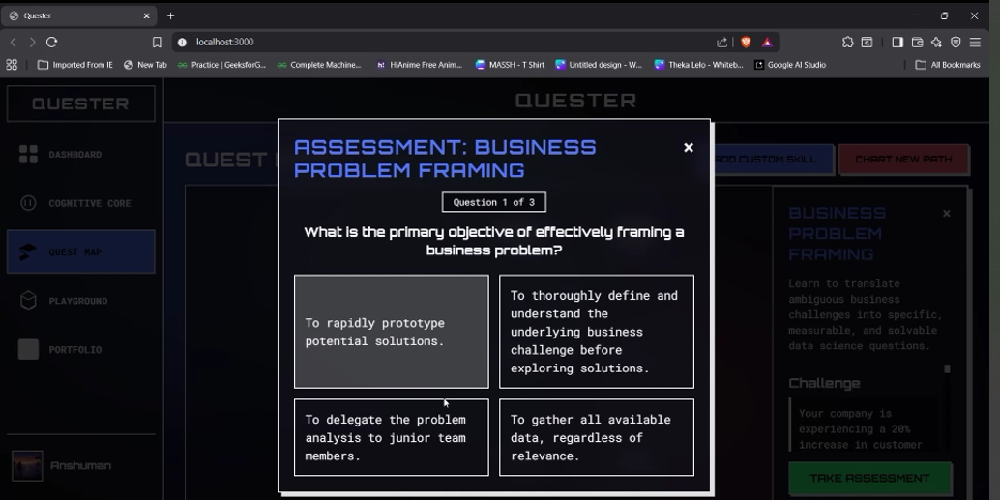 Quester
localhost:3000
Imported From IE
New Tab
Practice | GeeksforG...
Complete Machine...
HiAnime Free Anim...
MASSH - T Shirt
Untitled design - W...
Theka Lelo - Whiteb...
Google AI Studio
All Bookmarks
QUESTER
QUESTER
DASHBOARD
COGNITIVE CORE
QUEST MAP
PLAYGROUND
PORTFOLIO
Anshuman
QUEST
ADD CUSTOM SKILL
CHART NEW PATH
ASSESSMENT: BUSINESS
PROBLEM FRAMING
Question 1 of 3
What is the primary objective of effectively framing a
business problem?
To rapidly prototype
potential solutions.
To thoroughly define and
understand the
underlying business
challenge before
exploring solutions.
To delegate the problem
analysis to junior team
members.
To gather all available
data, regardless of
relevance.
BUSINESS
PROBLEM
FRAMING
Learn to translate
ambiguous business
challenges into specific,
measurable, and solvable
data science questions.
Challenge
Your company is
experiencing a 20%
increase in customer
TAKE ASSESSMENT